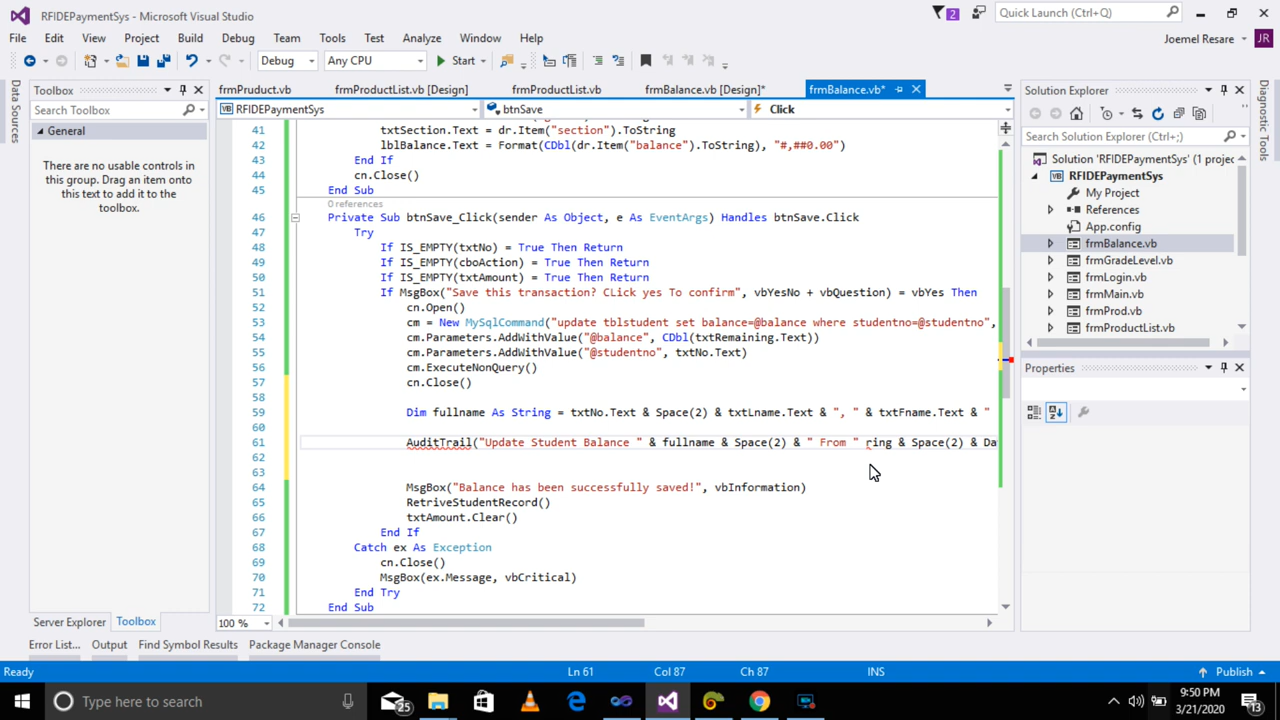 RFIDEPaymentSys - Microsoft Visual Studio
2
Quick Launch (Ctrl+Q)
File Edit View Project Build Debug Team Tools Test Analyze Window Help
Joemel Resare JR
Debug Any CPU Start
Data Sources
Toolbox
Search Toolbox
General
There are no usable controls in this group. Drag an item onto this text to add it to the toolbox.
frmPruduct.vb frmProductList.vb [Design] frmProductList.vb frmBalance.vb [Design]* frmBalance.vb*
RFIDEPaymentSys btnSave Click
41 txtSection.Text = dr.Item("section").ToString
42 lblBalance.Text = Format(CDbl(dr.Item("balance").ToString), "#,##0.00")
43 End If
44 cn.Close()
45 End Sub
0 references
46 Private Sub btnSave_Click(sender As Object, e As EventArgs) Handles btnSave.Click
47 Try
48 If IS_EMPTY(txtNo) = True Then Return
49 If IS_EMPTY(cboAction) = True Then Return
50 If IS_EMPTY(txtAmount) = True Then Return
51 If MsgBox("Save this transaction? CLick yes To confirm", vbYesNo + vbQuestion) = vbYes Then
52 cn.Open()
53 cm = New MySqlCommand("update tblstudent set balance=@balance where studentno=@studentno",
54 cm.Parameters.AddWithValue("@balance", CDbl(txtRemaining.Text))
55 cm.Parameters.AddWithValue("@studentno", txtNo.Text)
56 cm.ExecuteNonQuery()
57 cn.Close()
58
59 Dim fullname As String = txtNo.Text & Space(2) & txtLname.Text & ", " & txtFname.Text & "
60
61 AuditTrail("Update Student Balance " & fullname & Space(2) & " From " ring & Space(2) & Da
62
63
64 MsgBox("Balance has been successfully saved!", vbInformation)
65 RetriveStudentRecord()
66 txtAmount.Clear()
67 End If
68 Catch ex As Exception
69 cn.Close()
70 MsgBox(ex.Message, vbCritical)
71 End Try
72 End Sub
100 %
Solution Explorer
Search Solution Explorer (Ctrl+;)
Solution 'RFIDEPaymentSys' (1 projec
RFIDEPaymentSys
My Project
References
App.config
frmBalance.vb
frmGradeLevel.vb
frmLogin.vb
frmMain.vb
frmProd.vb
frmProductList.vb
Properties
Diagnostic Tools
Server Explorer Toolbox
Error List... Output Find Symbol Results Package Manager Console
Ready Ln 61 Col 87 Ch 87 INS Publish
Type here to search
25
9:50 PM
3/21/2020
13